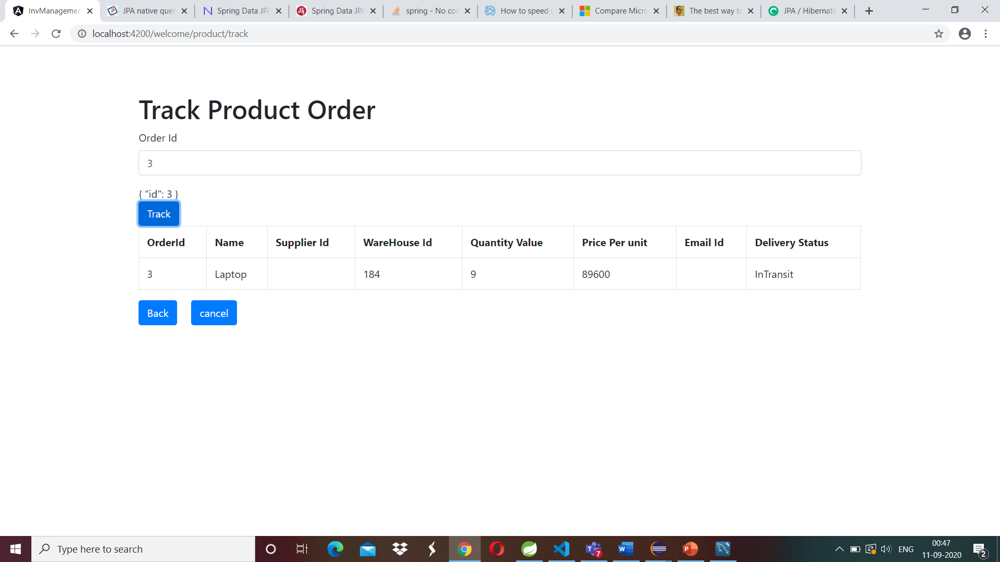 InvManagemen
JPA native quer
Spring Data JPA
Spring Data JPA
spring - No con
How to speed u
Compare Micro
The best way to
JPA / Hibernate
localhost:4200/welcome/product/track
Track Product Order
Order Id
3
{ "id": 3 }
Track
OrderId Name Supplier Id WareHouse Id Quantity Value Price Per unit Email Id Delivery Status
3 Laptop 184 9 89600 InTransit
Back cancel
Type here to search
7
ENG
00:47
11-09-2020
2